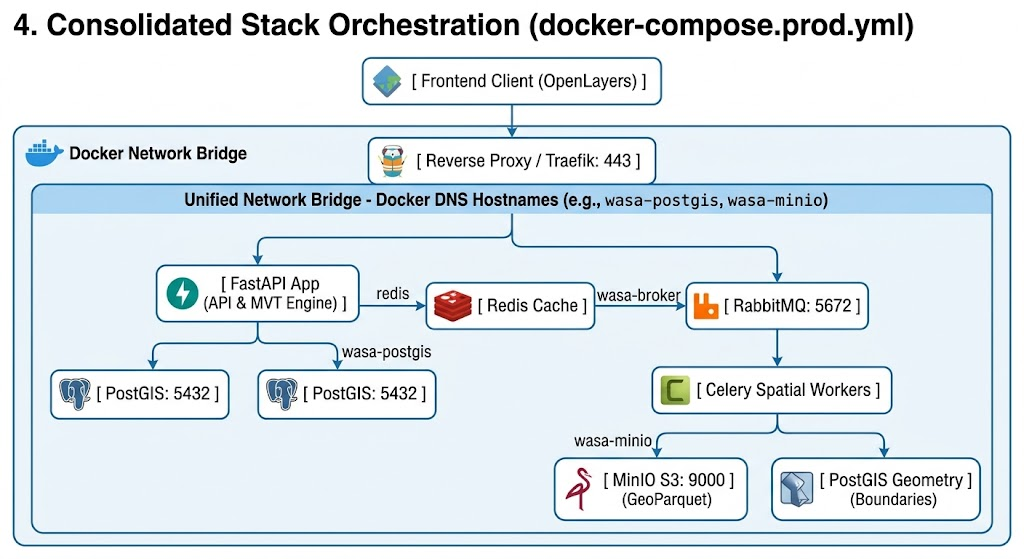 4. Consolidated Stack Orchestration (docker-compose.prod.yml)
[ Frontend Client (OpenLayers) ]
Docker Network Bridge
[ Reverse Proxy / Traefik: 443 ]
Unified Network Bridge - Docker DNS Hostnames (e.g., wasa-postgis, wasa-minio)
[ FastAPI App
(API & MVT Engine) ]
redis
[ Redis Cache ]
wasa-broker
[ RabbitMQ: 5672 ]
wasa-postgis
[ PostGIS: 5432 ]
[ PostGIS: 5432 ]
C
[ Celery Spatial Workers ]
wasa-minio
[ MinIO S3: 9000 ]
(GeoParquet)
[ PostGIS Geometry ]
(Boundaries)